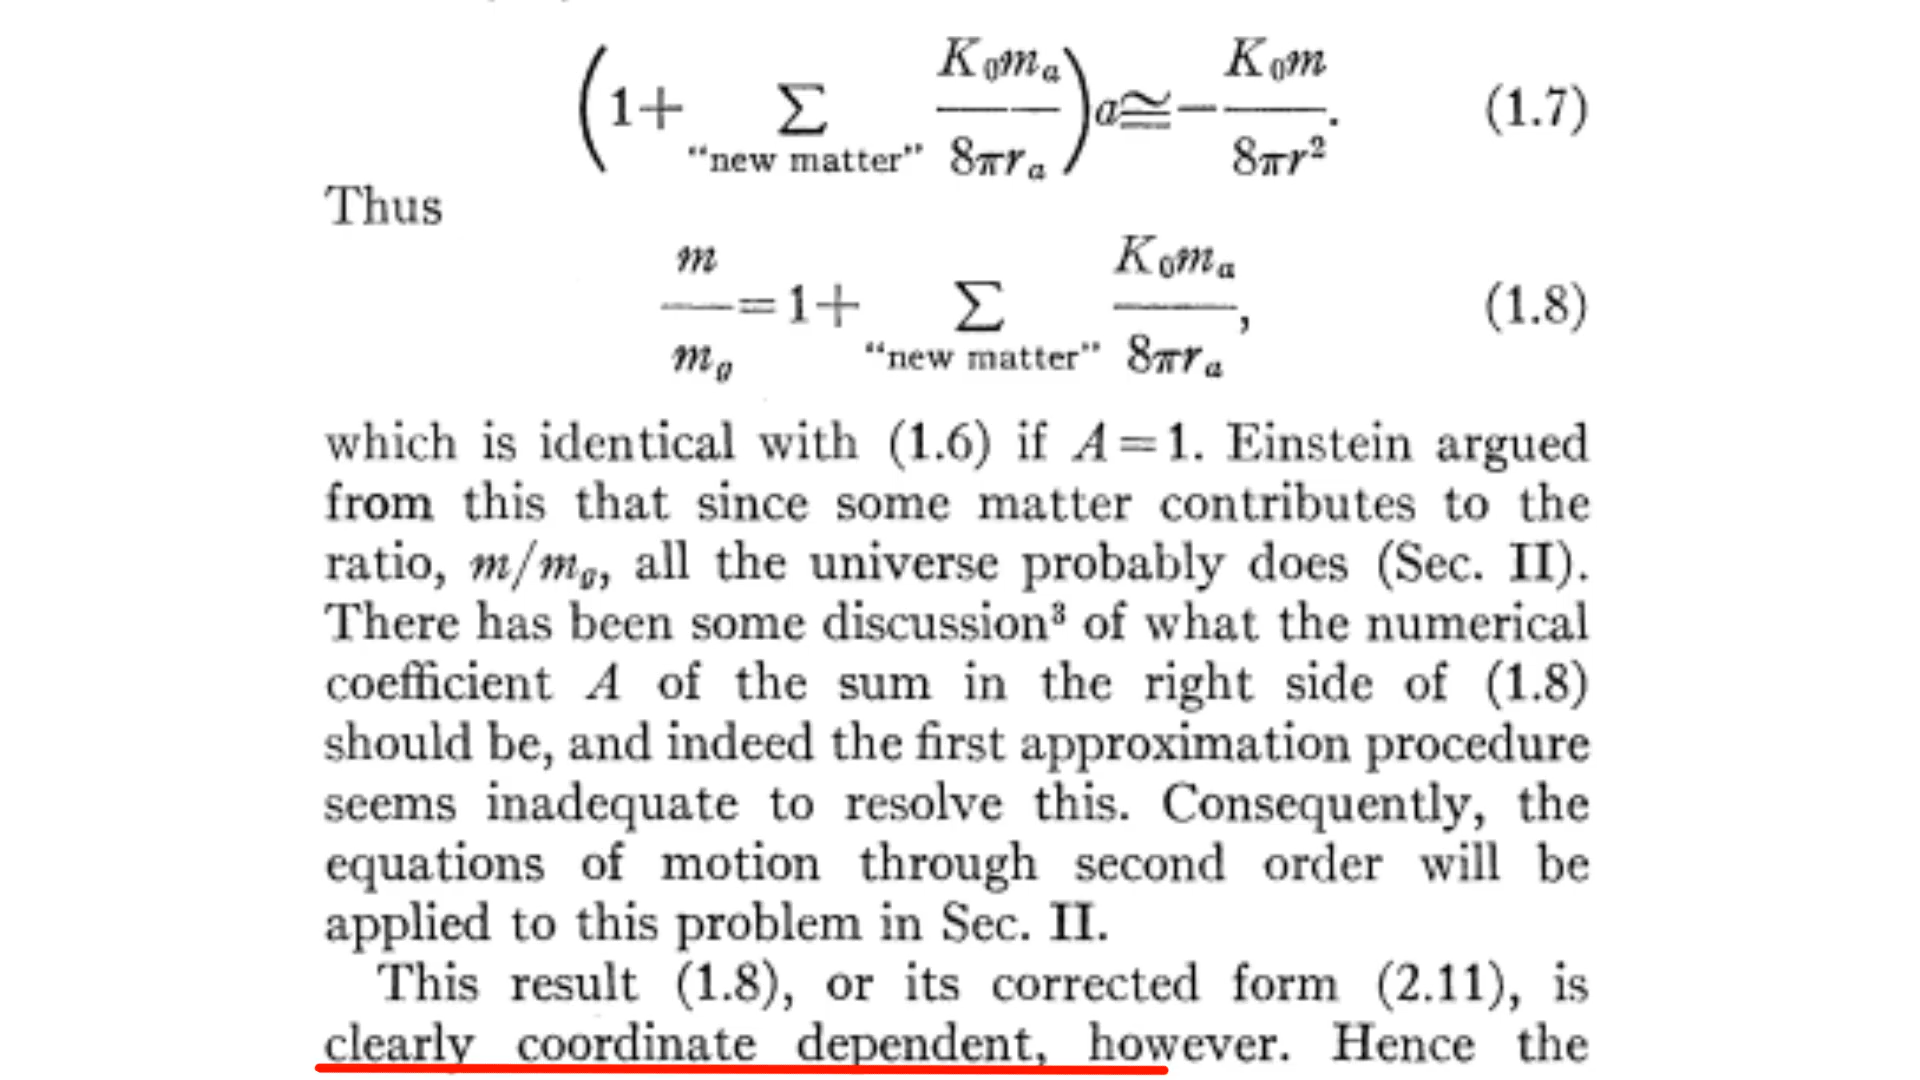 (1+ Σ "new matter" K₀mₐ/8πrₐ)a≅−K₀m/8πr². (1.7)
Thus
m/m_g=1+ Σ "new matter" K₀mₐ/8πrₐ, (1.8)
which is identical with (1.6) if A=1. Einstein argued
from this that since some matter contributes to the
ratio, m/m_g, all the universe probably does (Sec. II).
There has been some discussion³ of what the numerical
coefficient A of the sum in the right side of (1.8)
should be, and indeed the first approximation procedure
seems inadequate to resolve this. Consequently, the
equations of motion through second order will be
applied to this problem in Sec. II.
This result (1.8), or its corrected form (2.11), is
clearly coordinate dependent, however. Hence the